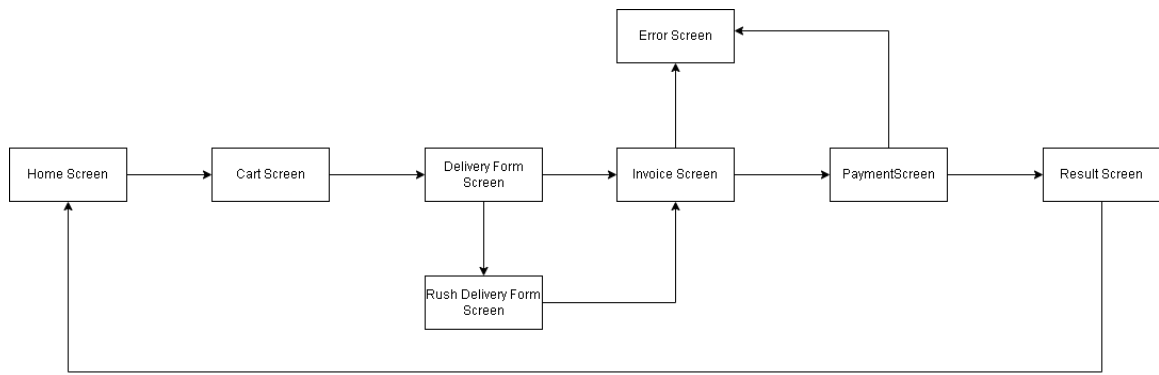 Error Screen
Home Screen
Cart Screen
Delivery Form
Screen
Invoice Screen
PaymentScreen
Result Screen
Rush Delivery Form
Screen